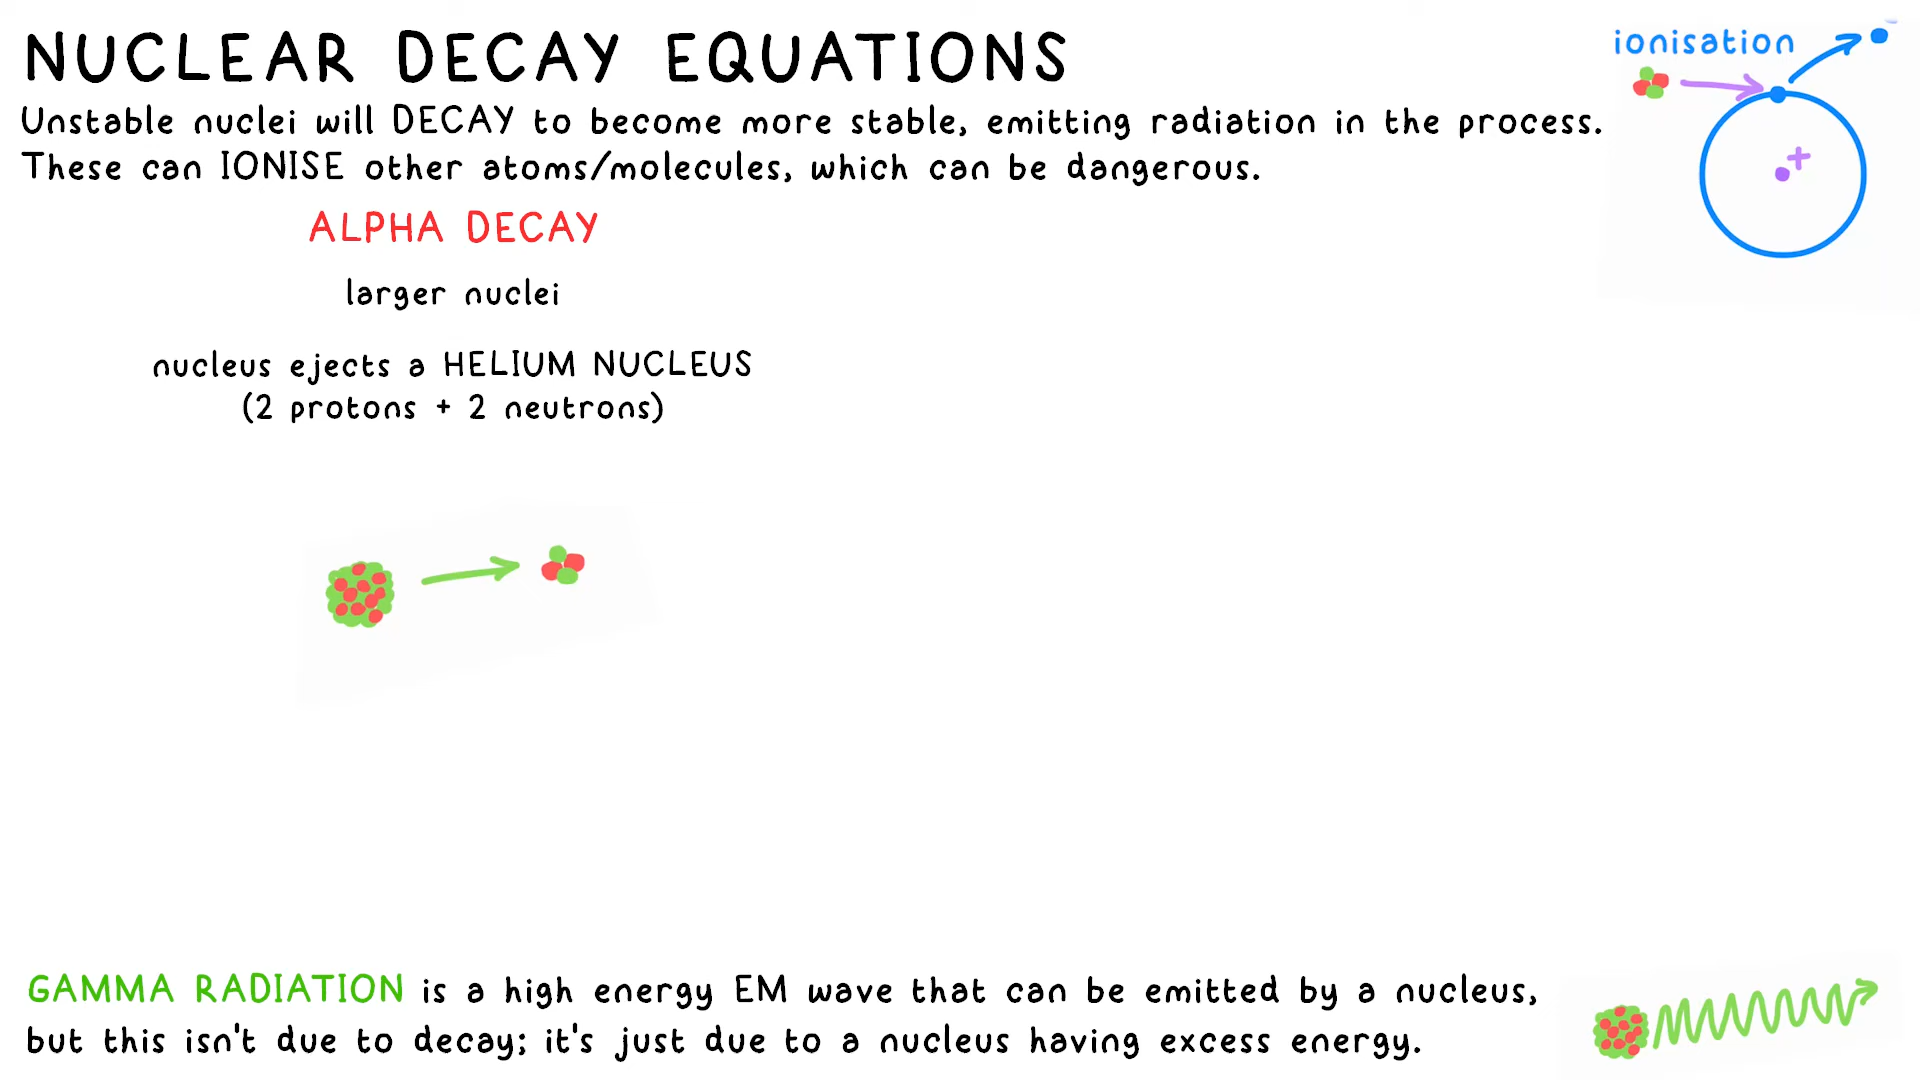 NUCLEAR DECAY EQUATIONS
ionisation
Unstable nuclei will DECAY to become more stable, emitting radiation in the process.
These can IONISE other atoms/molecules, which can be dangerous.
+
ALPHA DECAY
larger nuclei
nucleus ejects a HELIUM NUCLEUS
(2 protons + 2 neutrons)
GAMMA RADIATION is a high energy EM wave that can be emitted by a nucleus,
but this isn't due to decay; it's just due to a nucleus having excess energy.